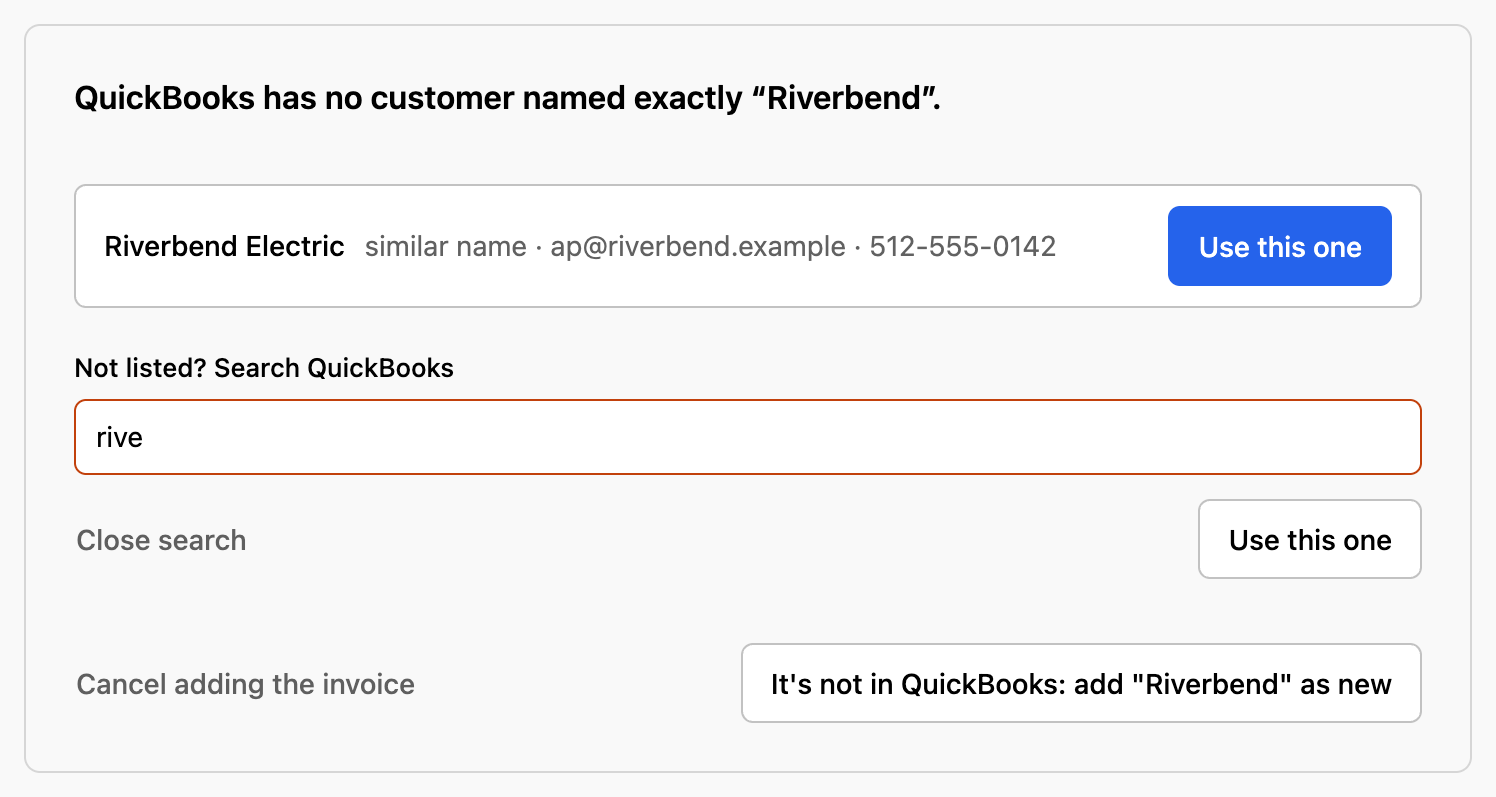 QuickBooks has no customer named exactly “Riverbend”.
Riverbend Electric similar name · ap@riverbend.example · 512-555-0142 Use this one
Not listed? Search QuickBooks
rive
Close search Use this one
Cancel adding the invoice It's not in QuickBooks: add "Riverbend" as new